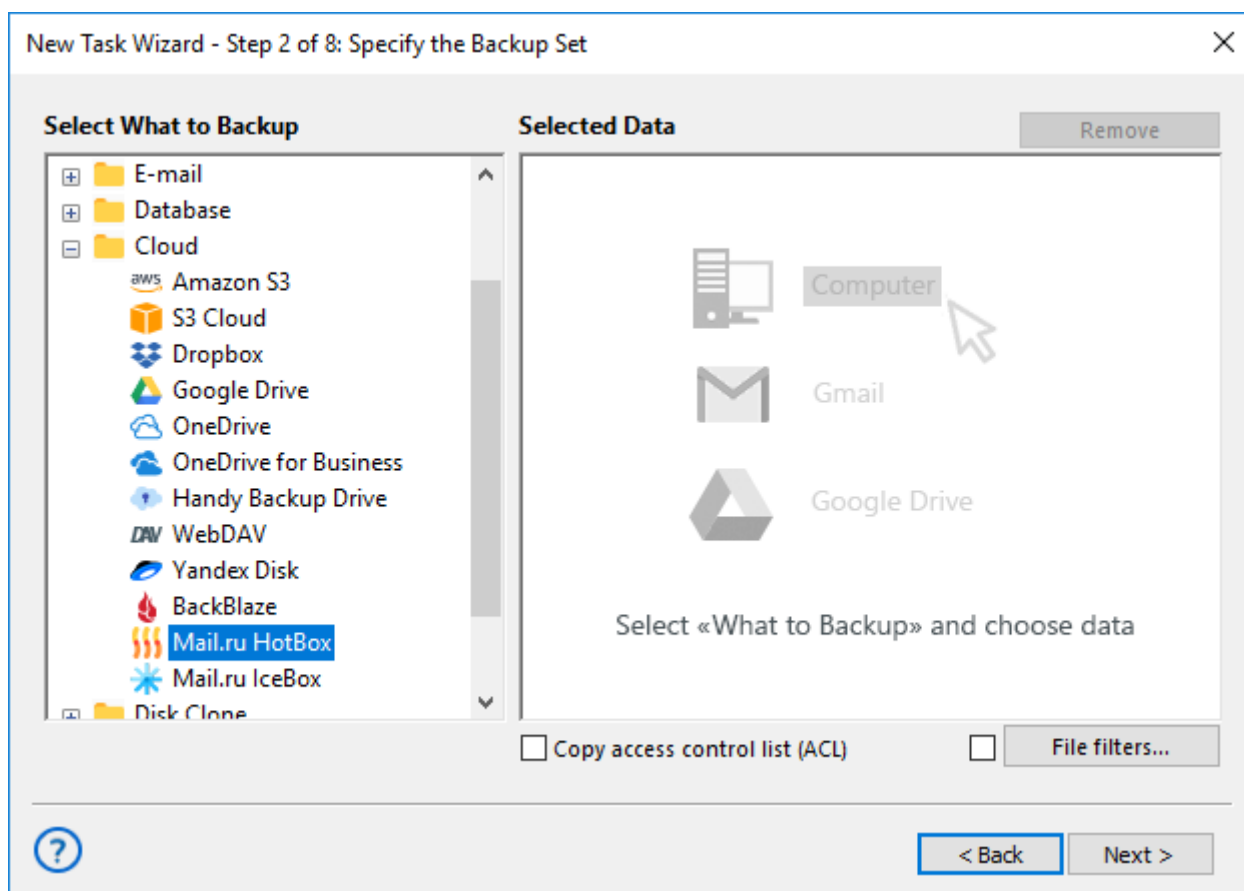 New Task Wizard - Step 2 of 8: Specify the Backup Set
Select What to Backup
E-mail
Database
Cloud
aws Amazon S3
S3 Cloud
Dropbox
Google Drive
OneDrive
OneDrive for Business
Handy Backup Drive
DAV WebDAV
Yandex Disk
BackBlaze
Mail.ru HotBox
Mail.ru IceBox
Disk Clone
Selected Data
Remove
Computer
Gmail
Google Drive
Select «What to Backup» and choose data
Copy access control list (ACL)
File filters...
?
< Back
Next >